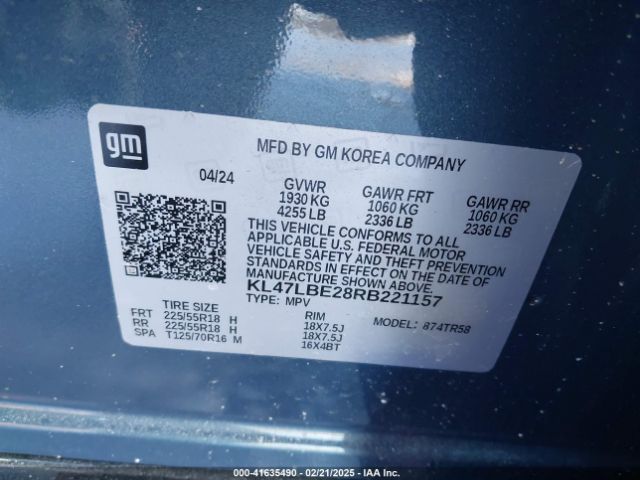 gm
MFD BY GM KOREA COMPANY
04/24
GVWR GAWR FRT GAWR RR
1930 KG 1060 KG 1060 KG
4255 LB 2336 LB 2336 LB
THIS VEHICLE CONFORMS TO ALL
APPLICABLE U.S. FEDERAL MOTOR
VEHICLE SAFETY AND THEFT PREVENTION
STANDARDS IN EFFECT ON THE DATE OF
MANUFACTURE SHOWN ABOVE.
KL47LBE28RB221157
TYPE: MPV MODEL: 874TR58
TIRE SIZE RIM
FRT 225/55R18 H 18X7.5J
RR 225/55R18 H 18X7.5J
SPA T125/70R16 M 16X4BT
000-41635490 - 02/21/2025 - IAA Inc.